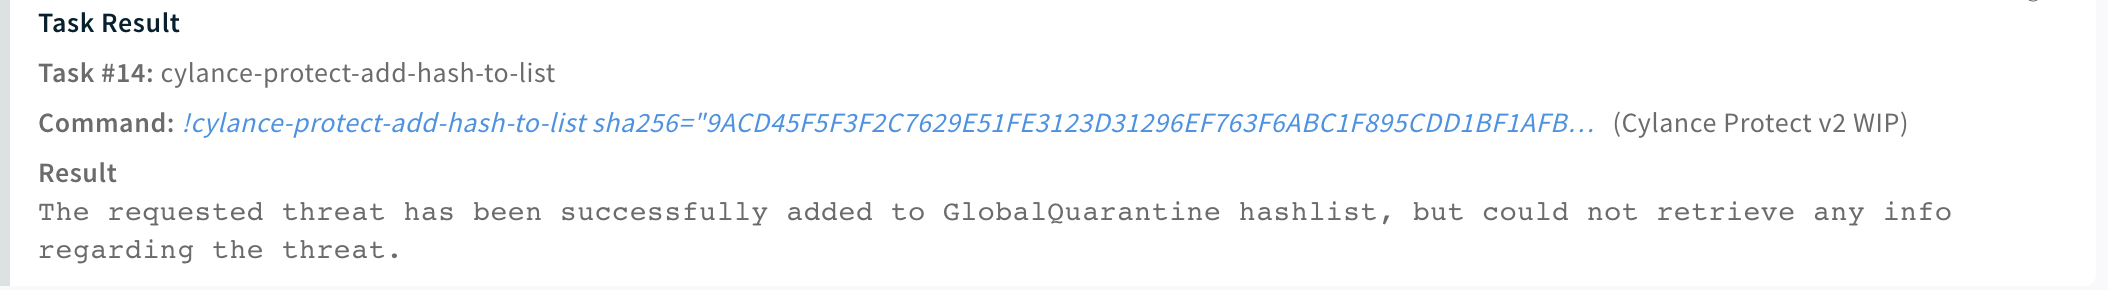 Task Result
Task #14: cylance-protect-add-hash-to-list
Command: !cylance-protect-add-hash-to-list sha256="9ACD45F5F3F2C7629E51FE3123D31296EF763F6ABC1F895CDD1BF1AFB… (Cylance Protect v2 WIP)
Result
The requested threat has been successfully added to GlobalQuarantine hashlist, but could not retrieve any info
regarding the threat.